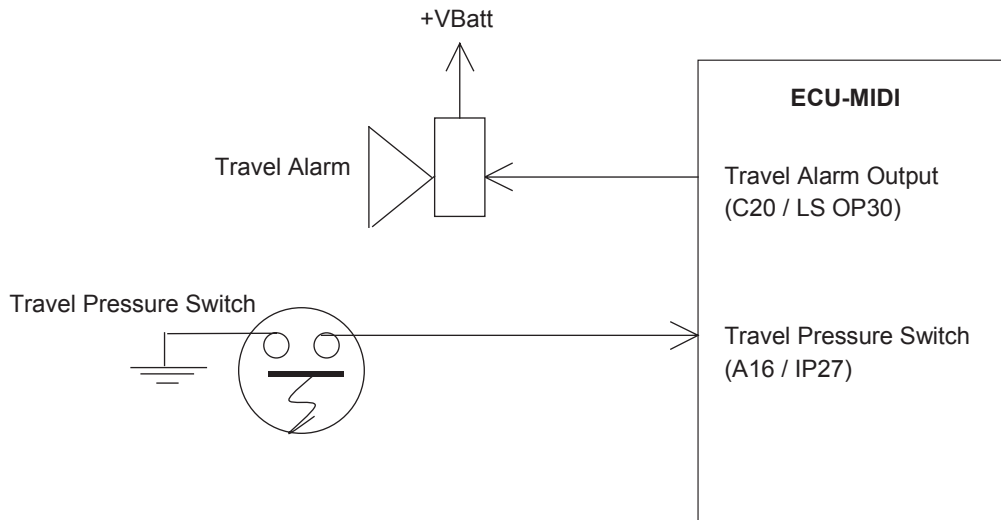 +VBatt
ECU-MIDI
Travel Alarm
Travel Alarm Output
(C20 / LS OP30)
Travel Pressure Switch
Travel Pressure Switch
(A16 / IP27)